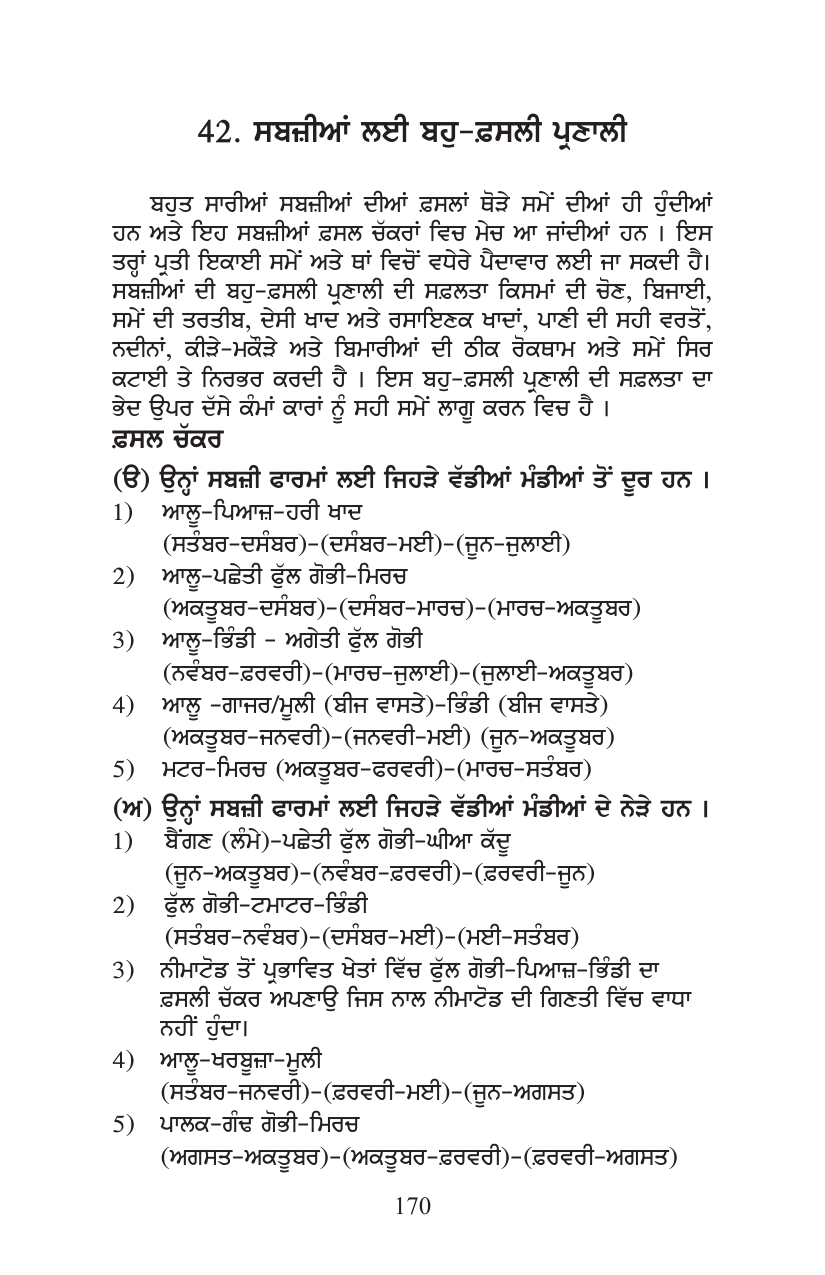 42. ਸਬਜ਼ੀਆਂ ਲਈ ਬਹੁ-ਫ਼ਸਲੀ ਪ੍ਰਣਾਲੀ
ਬਹੁਤ ਸਾਰੀਆਂ ਸਬਜ਼ੀਆਂ ਦੀਆਂ ਫ਼ਸਲਾਂ ਥੋੜੇ ਸਮੇਂ ਦੀਆਂ ਹੀ ਹੁੰਦੀਆਂ
ਹਨ ਅਤੇ ਇਹ ਸਬਜ਼ੀਆਂ ਫ਼ਸਲ ਚੱਕਰਾਂ ਵਿਚ ਮੇਚ ਆ ਜਾਂਦੀਆਂ ਹਨ । ਇਸ
ਤਰ੍ਹਾਂ ਪ੍ਰਤੀ ਇਕਾਈ ਸਮੇਂ ਅਤੇ ਥਾਂ ਵਿਚੋਂ ਵਧੇਰੇ ਪੈਦਾਵਾਰ ਲਈ ਜਾ ਸਕਦੀ ਹੈ।
ਸਬਜ਼ੀਆਂ ਦੀ ਬਹੁ-ਫ਼ਸਲੀ ਪ੍ਰਣਾਲੀ ਦੀ ਸਫ਼ਲਤਾ ਕਿਸਮਾਂ ਦੀ ਚੋਣ, ਬਿਜਾਈ,
ਸਮੇਂ ਦੀ ਤਰਤੀਬ, ਦੇਸੀ ਖਾਦ ਅਤੇ ਰਸਾਇਣਕ ਖਾਦਾਂ, ਪਾਣੀ ਦੀ ਸਹੀ ਵਰਤੋਂ,
ਨਦੀਨਾਂ, ਕੀੜੇ-ਮਕੌੜੇ ਅਤੇ ਬਿਮਾਰੀਆਂ ਦੀ ਠੀਕ ਰੋਕਥਾਮ ਅਤੇ ਸਮੇਂ ਸਿਰ
ਕਟਾਈ ਤੇ ਨਿਰਭਰ ਕਰਦੀ ਹੈ । ਇਸ ਬਹੁ-ਫ਼ਸਲੀ ਪ੍ਰਣਾਲੀ ਦੀ ਸਫ਼ਲਤਾ ਦਾ
ਭੇਦ ਉਪਰ ਦੱਸੇ ਕੰਮਾਂ ਕਾਰਾਂ ਨੂੰ ਸਹੀ ਸਮੇਂ ਲਾਗੂ ਕਰਨ ਵਿਚ ਹੈ ।
ਫ਼ਸਲ ਚੱਕਰ
(ੳ) ਉਨ੍ਹਾਂ ਸਬਜ਼ੀ ਫਾਰਮਾਂ ਲਈ ਜਿਹੜੇ ਵੱਡੀਆਂ ਮੰਡੀਆਂ ਤੋਂ ਦੂਰ ਹਨ ।
1) ਆਲੂ-ਪਿਆਜ਼-ਹਰੀ ਖਾਦ
(ਸਤੰਬਰ-ਦਸੰਬਰ)-(ਦਸੰਬਰ-ਮਈ)-(ਜੂਨ-ਜੁਲਾਈ)
2) ਆਲੂ-ਪਛੇਤੀ ਫੁੱਲ ਗੋਭੀ-ਮਿਰਚ
(ਅਕਤੂਬਰ-ਦਸੰਬਰ)-(ਦਸੰਬਰ-ਮਾਰਚ)-(ਮਾਰਚ-ਅਕਤੂਬਰ)
3) ਆਲੂ-ਭਿੰਡੀ - ਅਗੇਤੀ ਫੁੱਲ ਗੋਭੀ
(ਨਵੰਬਰ-ਫ਼ਰਵਰੀ)-(ਮਾਰਚ-ਜੁਲਾਈ)-(ਜੁਲਾਈ-ਅਕਤੂਬਰ)
4) ਆਲੂ -ਗਾਜਰ/ਮੂਲੀ (ਬੀਜ ਵਾਸਤੇ)-ਭਿੰਡੀ (ਬੀਜ ਵਾਸਤੇ)
(ਅਕਤੂਬਰ-ਜਨਵਰੀ)-(ਜਨਵਰੀ-ਮਈ) (ਜੂਨ-ਅਕਤੂਬਰ)
5) ਮਟਰ-ਮਿਰਚ (ਅਕਤੂਬਰ-ਫਰਵਰੀ)-(ਮਾਰਚ-ਸਤੰਬਰ)
(ਅ) ਉਨ੍ਹਾਂ ਸਬਜ਼ੀ ਫਾਰਮਾਂ ਲਈ ਜਿਹੜੇ ਵੱਡੀਆਂ ਮੰਡੀਆਂ ਦੇ ਨੇੜੇ ਹਨ ।
1) ਬੈਂਗਣ (ਲੰਮੇ)-ਪਛੇਤੀ ਫੁੱਲ ਗੋਭੀ-ਘੀਆ ਕੱਦੂ
(ਜੂਨ-ਅਕਤੂਬਰ)-(ਨਵੰਬਰ-ਫ਼ਰਵਰੀ)-(ਫ਼ਰਵਰੀ-ਜੂਨ)
2) ਫੁੱਲ ਗੋਭੀ-ਟਮਾਟਰ-ਭਿੰਡੀ
(ਸਤੰਬਰ-ਨਵੰਬਰ)-(ਦਸੰਬਰ-ਮਈ)-(ਮਈ-ਸਤੰਬਰ)
3) ਨੀਮਾਟੋਡ ਤੋਂ ਪ੍ਰਭਾਵਿਤ ਖੇਤਾਂ ਵਿੱਚ ਫੁੱਲ ਗੋਭੀ-ਪਿਆਜ਼-ਭਿੰਡੀ ਦਾ
ਫ਼ਸਲੀ ਚੱਕਰ ਅਪਣਾਉ ਜਿਸ ਨਾਲ ਨੀਮਾਟੋਡ ਦੀ ਗਿਣਤੀ ਵਿੱਚ ਵਾਧਾ
ਨਹੀਂ ਹੁੰਦਾ।
4) ਆਲੂ-ਖਰਬੂਜ਼ਾ-ਮੂਲੀ
(ਸਤੰਬਰ-ਜਨਵਰੀ)-(ਫ਼ਰਵਰੀ-ਮਈ)-(ਜੂਨ-ਅਗਸਤ)
5) ਪਾਲਕ-ਗੰਢ ਗੋਭੀ-ਮਿਰਚ
(ਅਗਸਤ-ਅਕਤੂਬਰ)-(ਅਕਤੂਬਰ-ਫ਼ਰਵਰੀ)-(ਫ਼ਰਵਰੀ-ਅਗਸਤ)
170